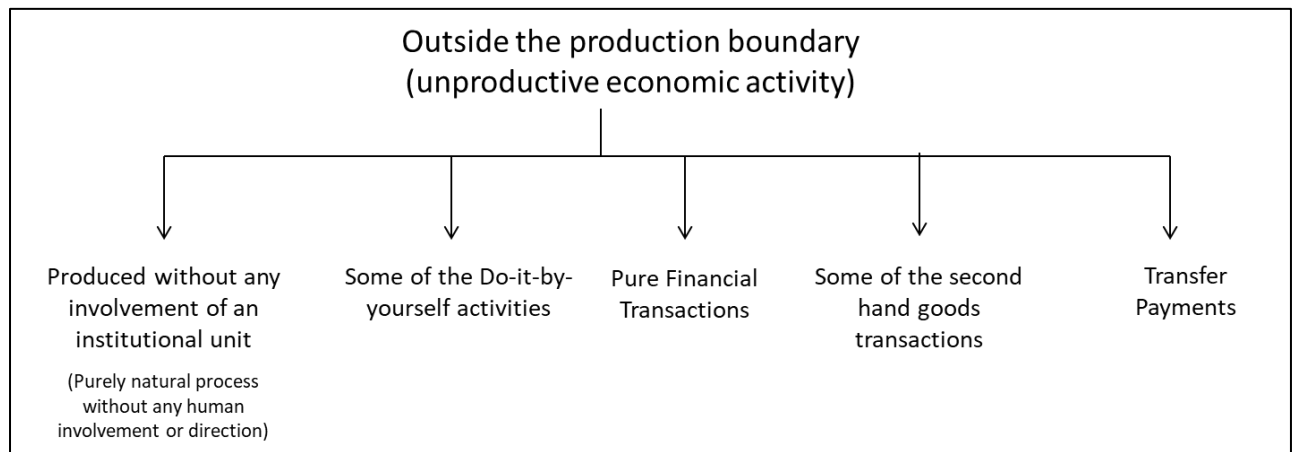 Outside the production boundary
(unproductive economic activity)
Produced without any
involvement of an
institutional unit
(Purely natural process
without any human
involvement or direction)
Some of the Do-it-by-
yourself activities
Pure Financial
Transactions
Some of the second
hand goods
transactions
Transfer
Payments